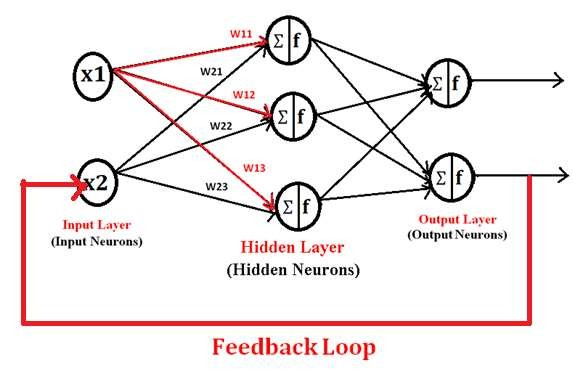 W11
Σ f
x1
W21
Σ f
W12
Σ f
W22
W13
x2
W23
Σ f
Σ f
Input Layer
(Input Neurons)
Hidden Layer
(Hidden Neurons)
Output Layer
(Output Neurons)
Feedback Loop